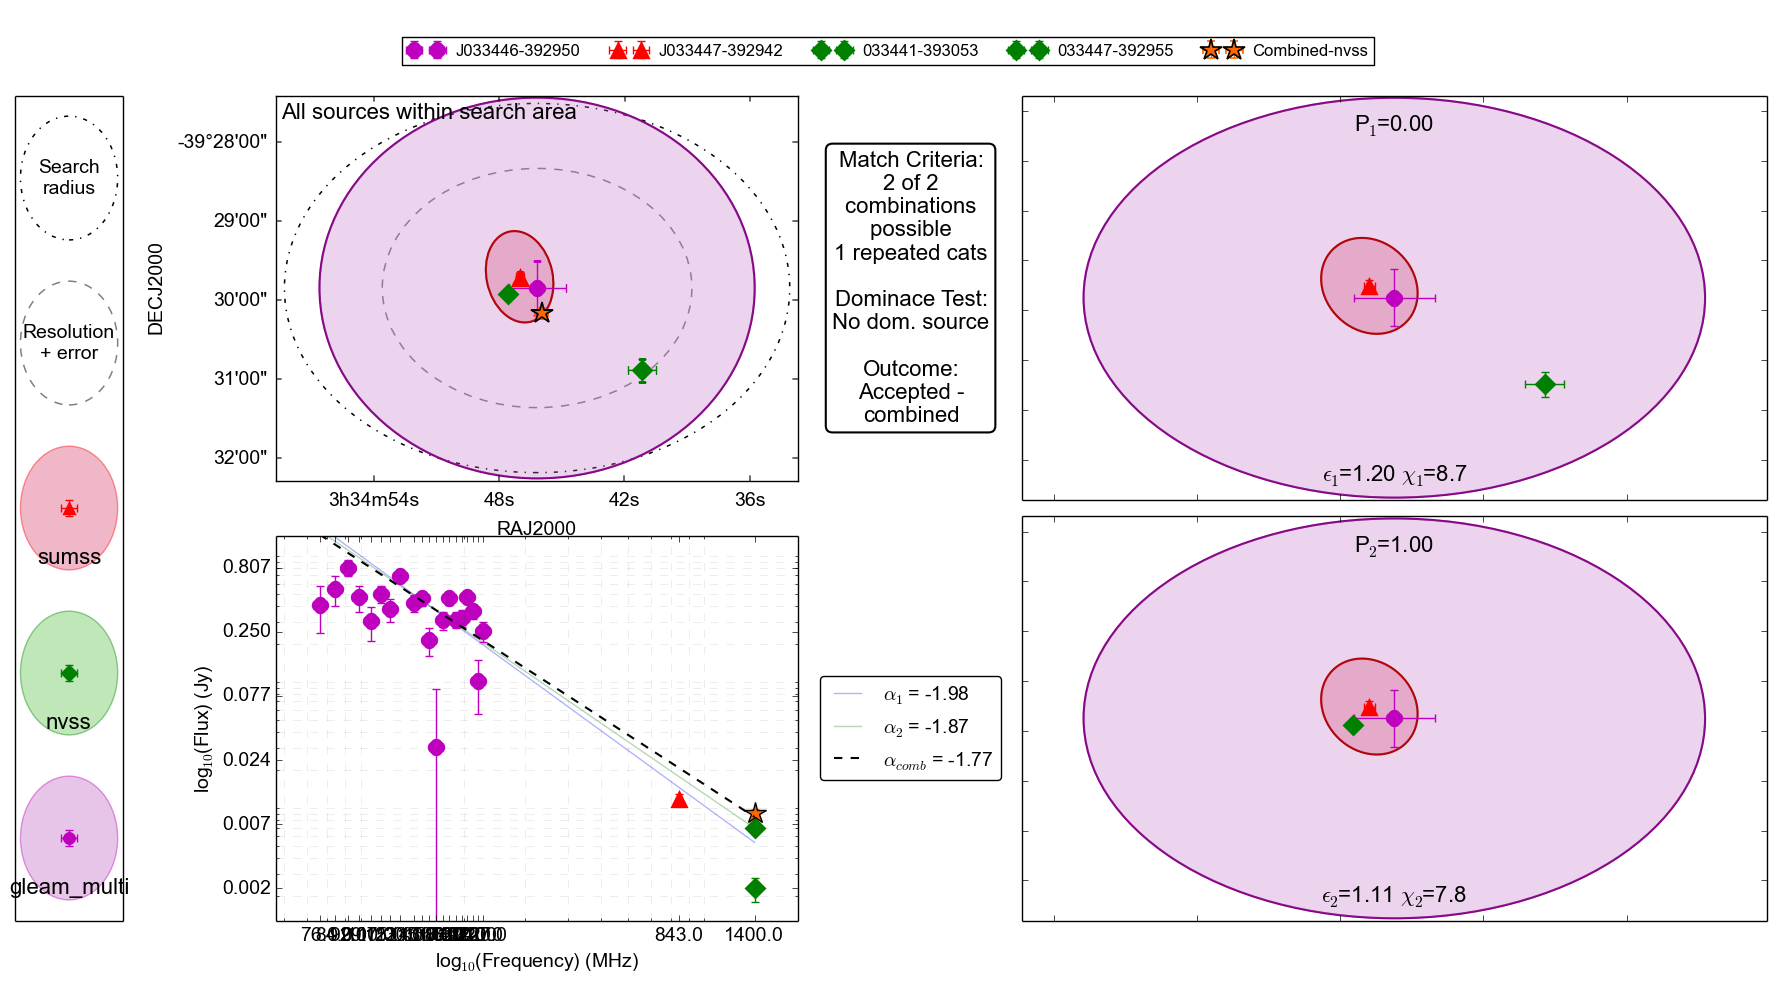 J033446-392950 J033447-392942 033441-393053 033447-392955 Combined-nvss
Search
radius
Resolution
+ error
sumss
nvss
gleam_multi
All sources within search area
-39°28'00"
29'00"
30'00"
31'00"
32'00"
DECJ2000
3h34m54s 48s 42s 36s
RAJ2000
Match Criteria:
2 of 2
combinations
possible
1 repeated cats
Dominace Test:
No dom. source
Outcome:
Accepted -
combined
P₁=0.00
ϵ₁=1.20 χ₁=8.7
0.807
0.250
0.077
0.024
0.007
0.002
log₁₀(Flux) (Jy)
843.0 1400.0
log₁₀(Frequency) (MHz)
α₁ = -1.98
α₂ = -1.87
α_comb = -1.77
P₂=1.00
ϵ₂=1.11 χ₂=7.8